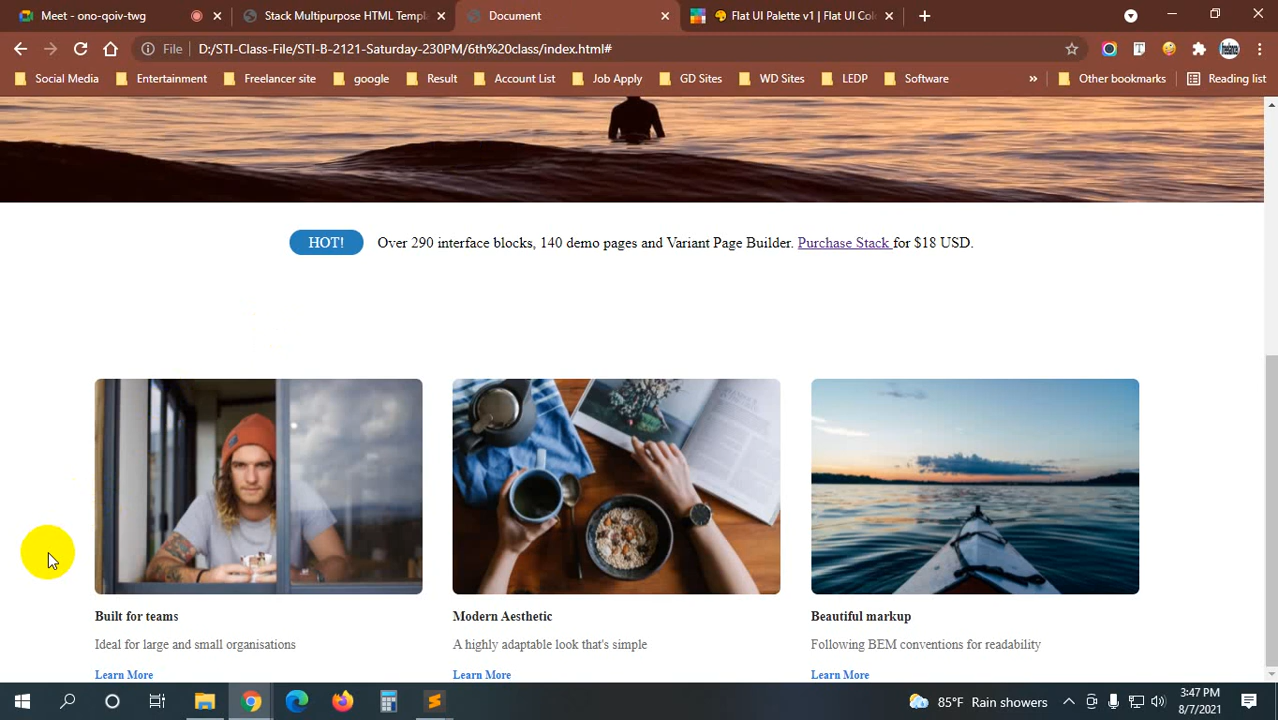 Meet - ono-qoiv-twg
Stack Multipurpose HTML Templ
Document
Flat UI Palette v1 | Flat UI Col
File
D:/STI-Class-File/STI-B-2121-Saturday-230PM/6th%20class/index.html#
Social Media
Entertainment
Freelancer site
google
Result
Account List
Job Apply
GD Sites
WD Sites
LEDP
Software
»
Other bookmarks
Reading list
HOT!
Over 290 interface blocks, 140 demo pages and Variant Page Builder. Purchase Stack for $18 USD.
Built for teams
Modern Aesthetic
Beautiful markup
Ideal for large and small organisations
A highly adaptable look that's simple
Following BEM conventions for readability
Learn More
Learn More
Learn More
85°F Rain showers
3:47 PM
8/7/2021